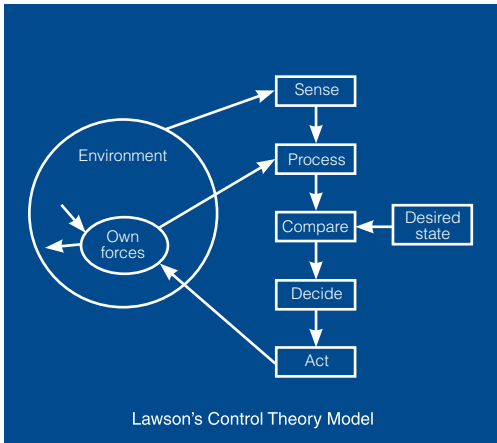 Sense
Environment
Process
Own
forces
Compare
Desired
state
Decide
Act
Lawson's Control Theory Model